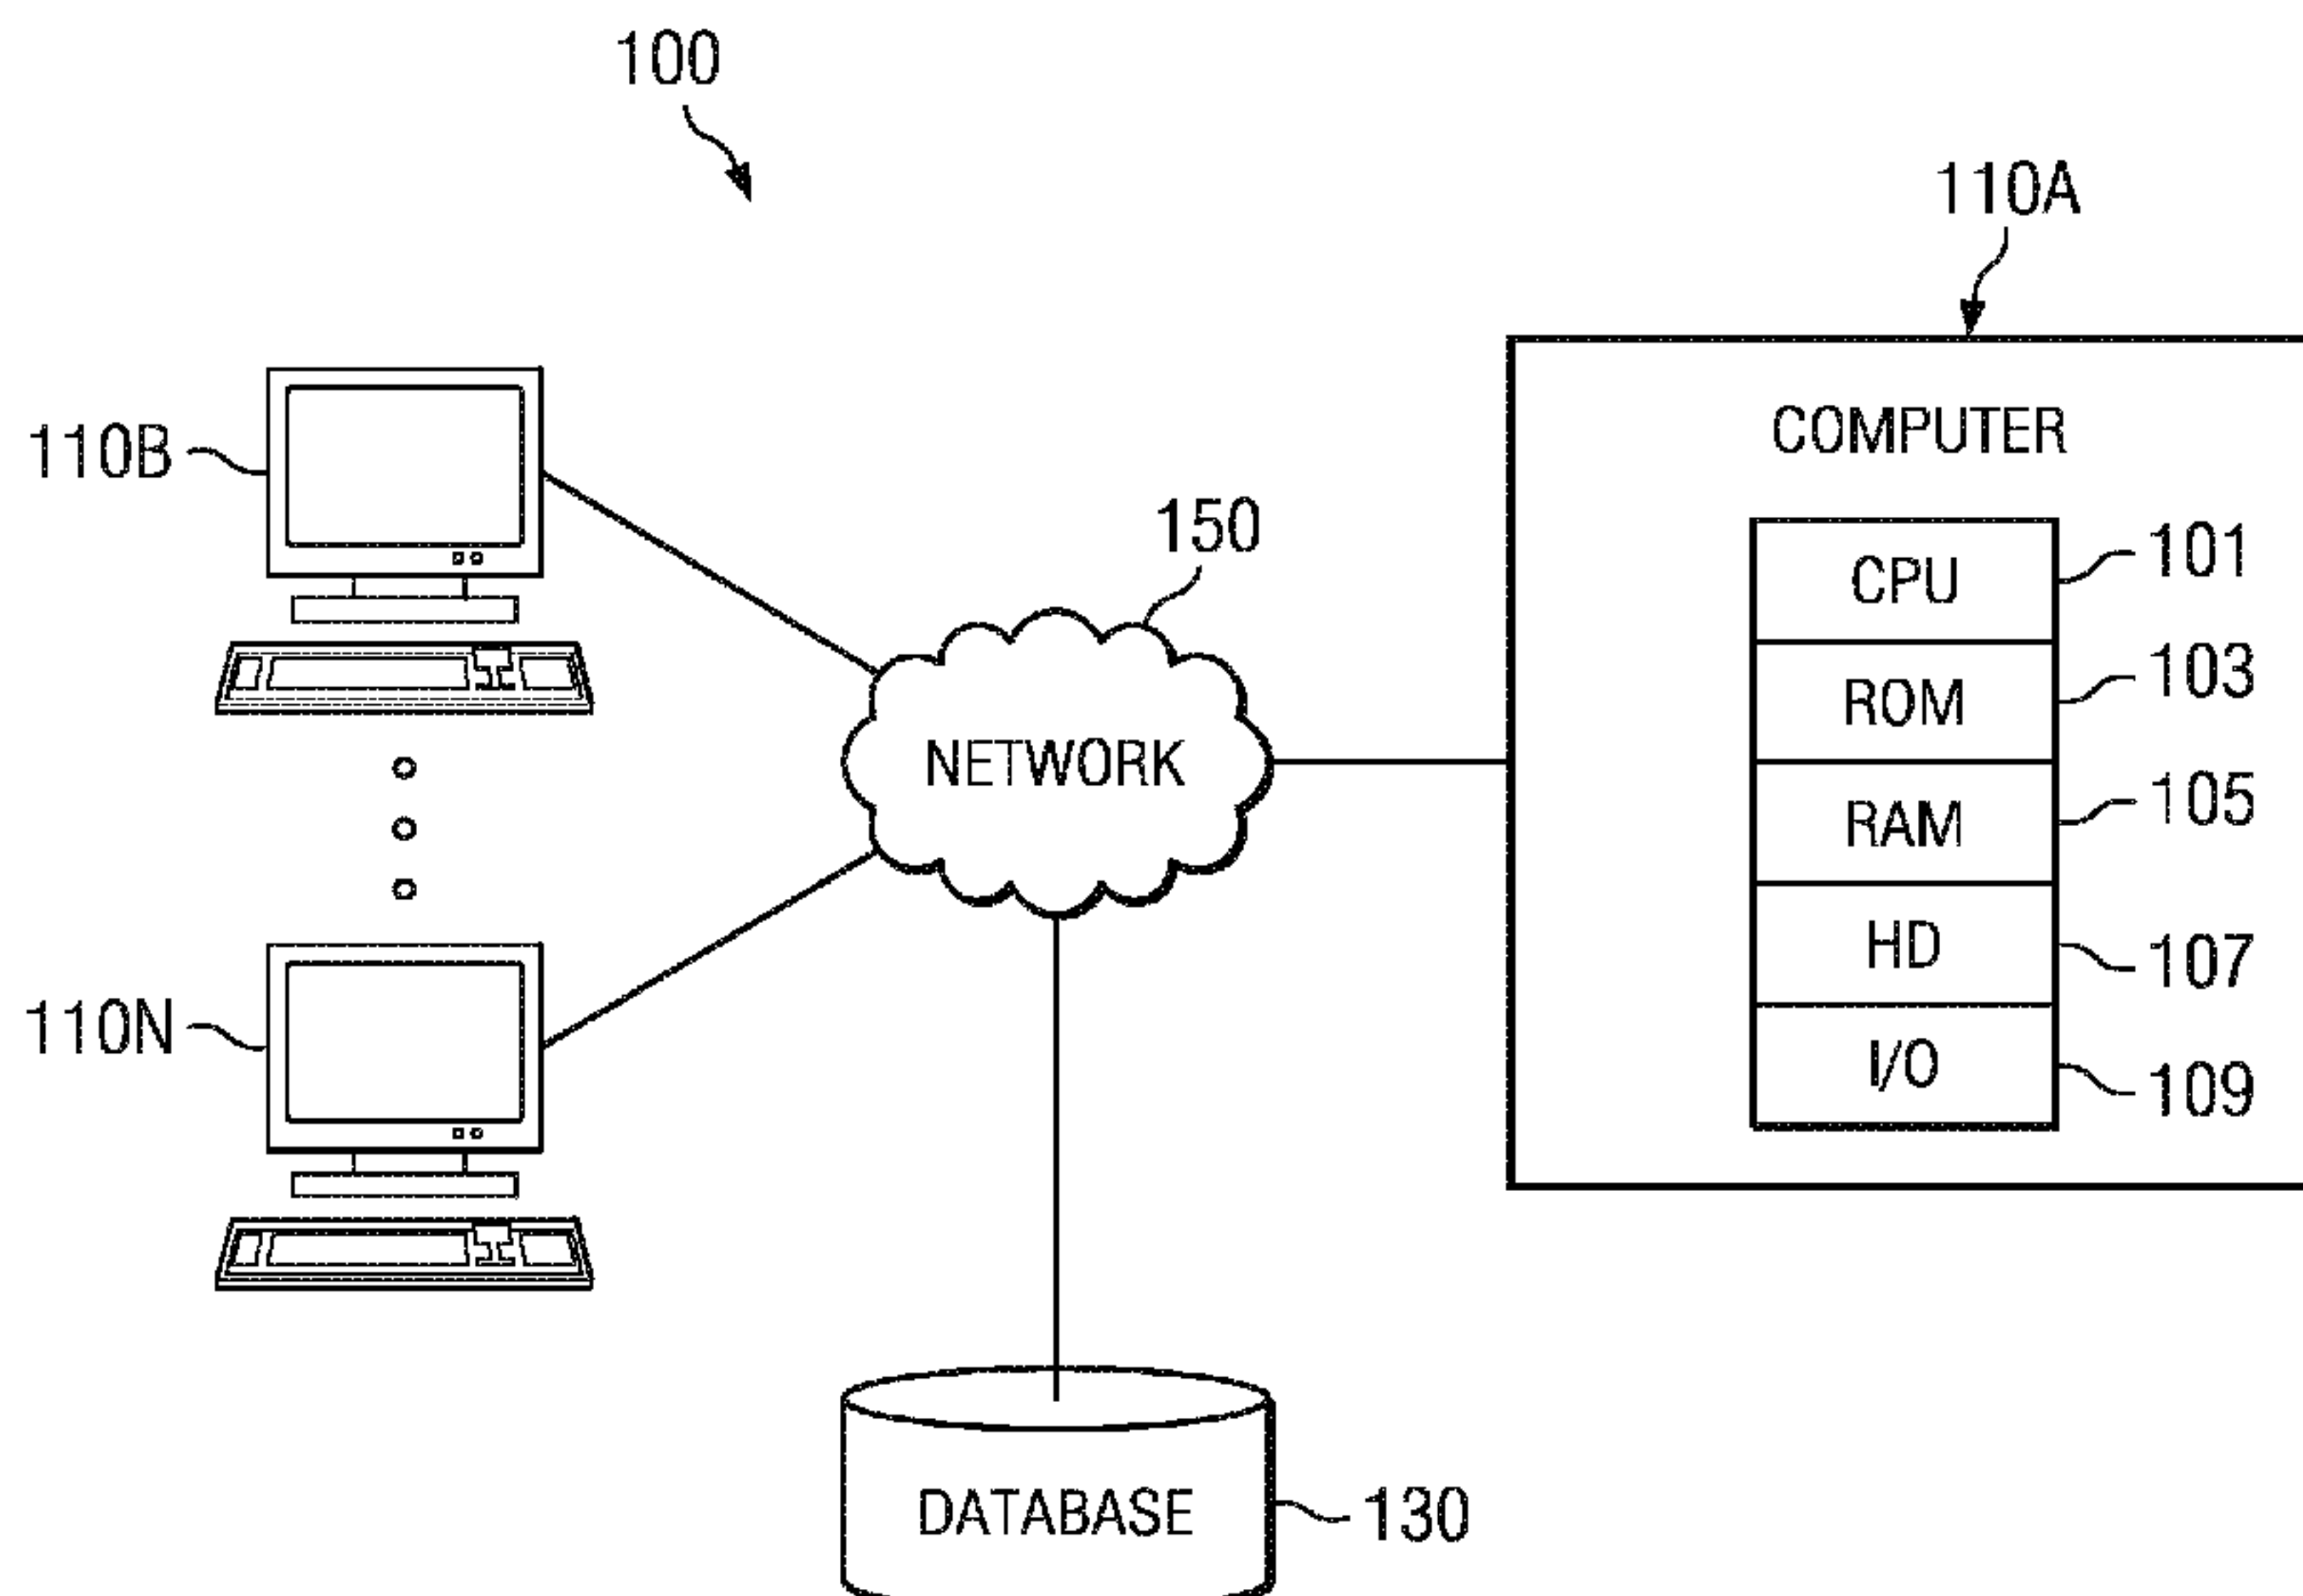 100
110A
110B
COMPUTER
150
CPU
101
ROM
103
NETWORK
RAM
105
HD
107
110N
I/O
109
DATABASE
130